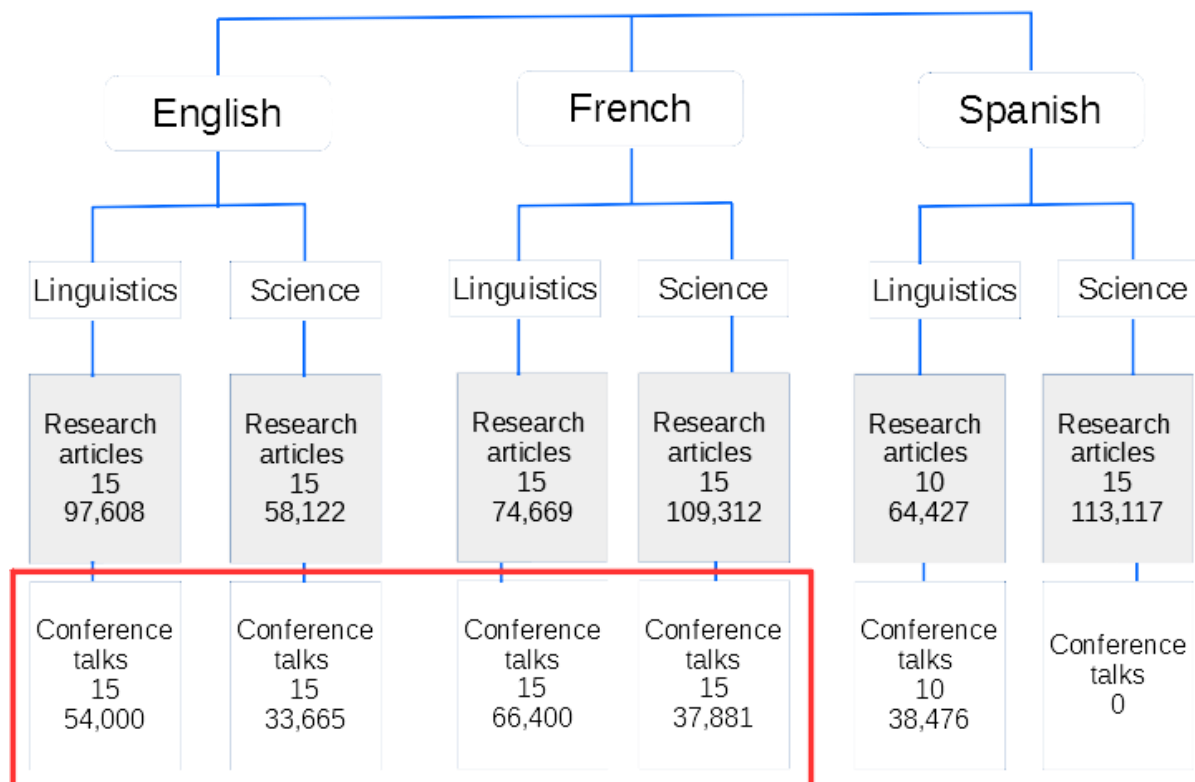 English
French
Spanish
Linguistics
Science
Linguistics
Science
Linguistics
Science
Research
articles
15
97,608
Research
articles
15
58,122
Research
articles
15
74,669
Research
articles
15
109,312
Research
articles
10
64,427
Research
articles
15
113,117
Conference
talks
15
54,000
Conference
talks
15
33,665
Conference
talks
15
66,400
Conference
talks
15
37,881
Conference
talks
10
38,476
Conference
talks
0